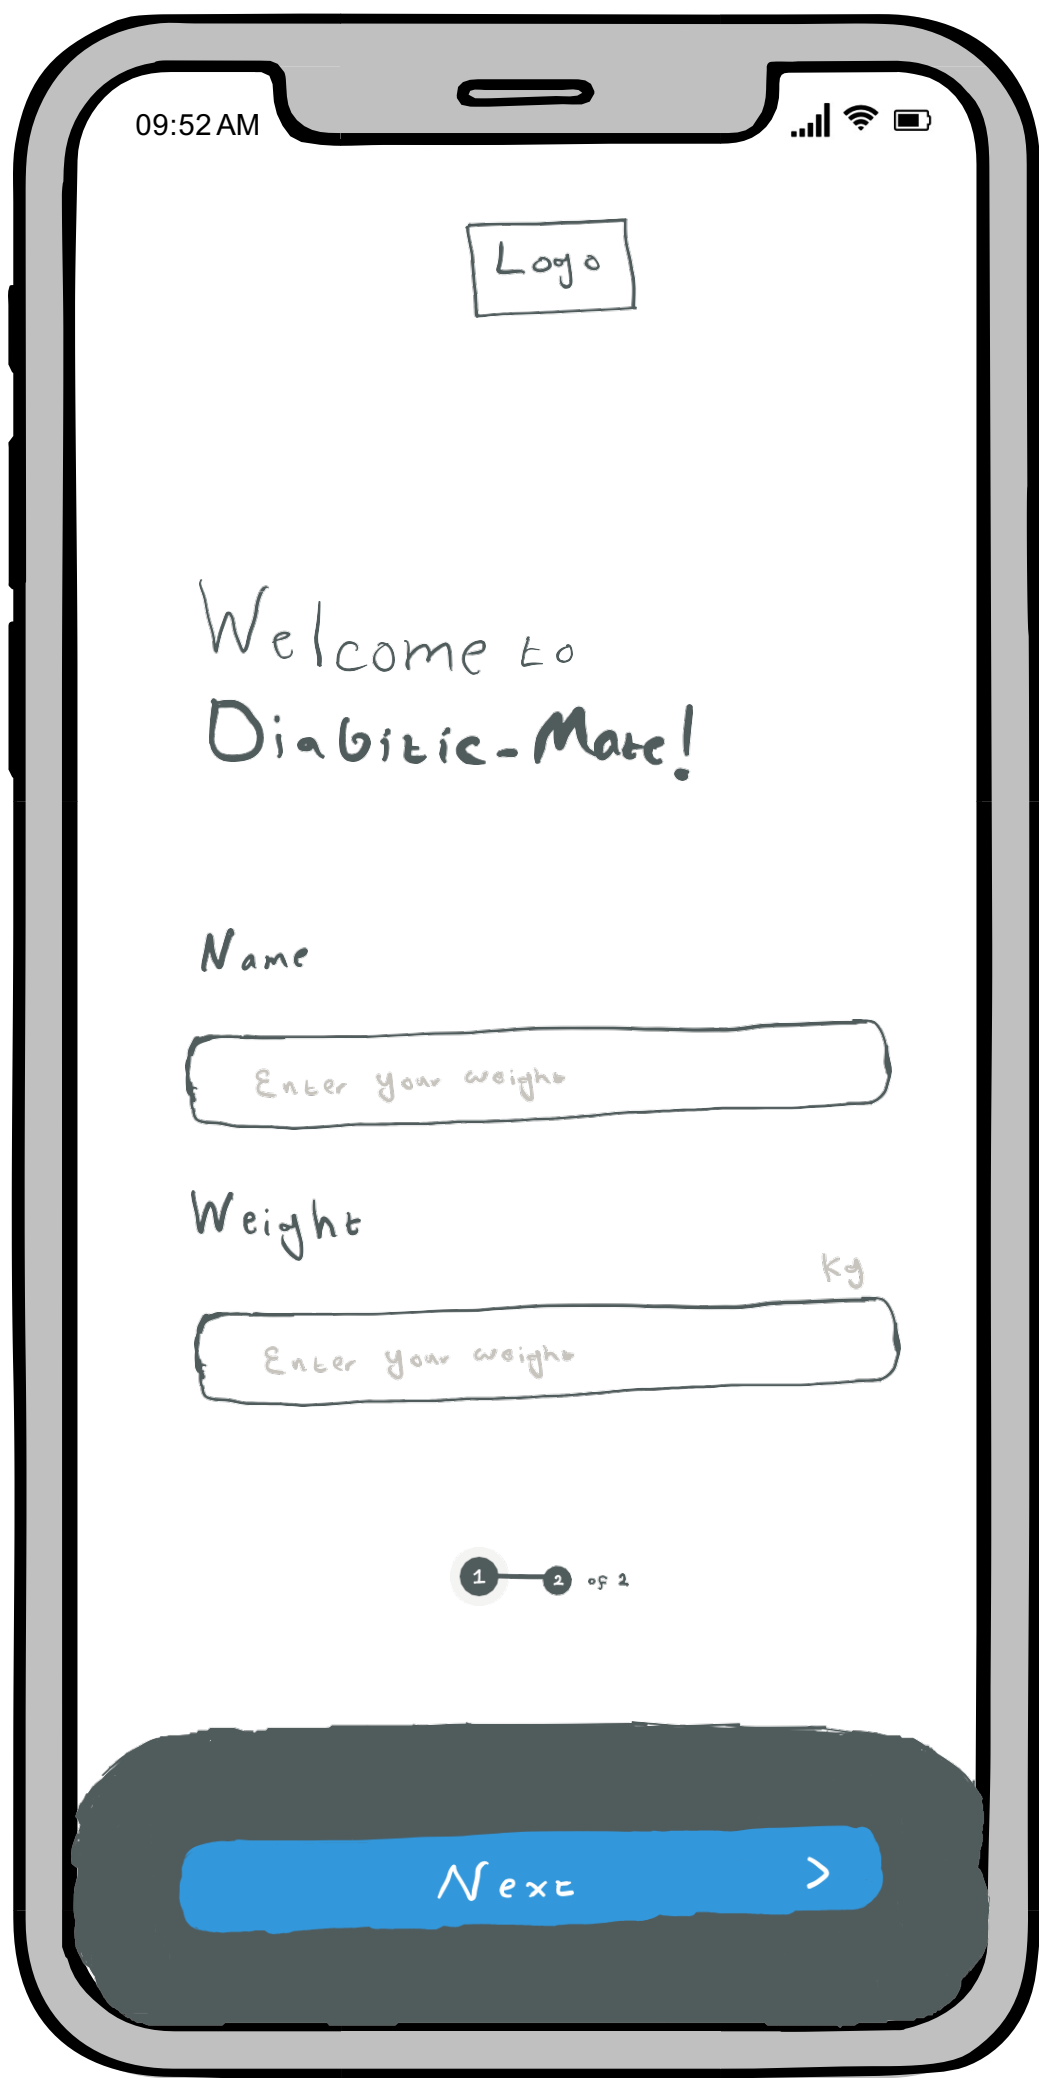 09:52 AM
Logo
Welcome to
Diabitic-Mate!
Name
Enter your weight
Weight
Kg
Enter your weight
1 2 of 2
Next >